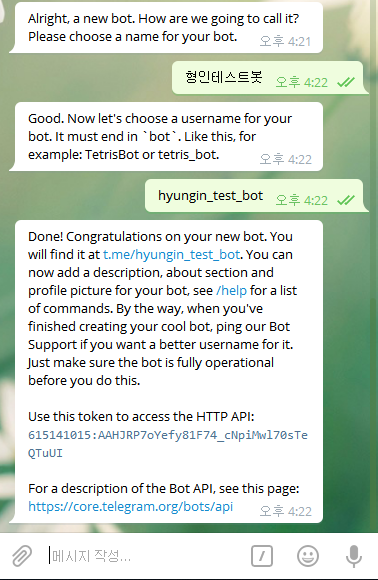 Alright, a new bot. How are we going to call it?
Please choose a name for your bot.
오후 4:21
형인테스트봇
오후 4:22
Good. Now let's choose a username for your
bot. It must end in `bot`. Like this, for
example: TetrisBot or tetris_bot.
오후 4:22
hyungin_test_bot
오후 4:22
Done! Congratulations on your new bot. You
will find it at t.me/hyungin_test_bot. You can
now add a description, about section and
profile picture for your bot, see /help for a list
of commands. By the way, when you've
finished creating your cool bot, ping our Bot
Support if you want a better username for it.
Just make sure the bot is fully operational
before you do this.
Use this token to access the HTTP API:
615141015:AAHJRP7oYefy81F74_cNpiMwl70sTe
QTuUI
For a description of the Bot API, see this page:
https://core.telegram.org/bots/api
오후 4:22
메시지 작성...